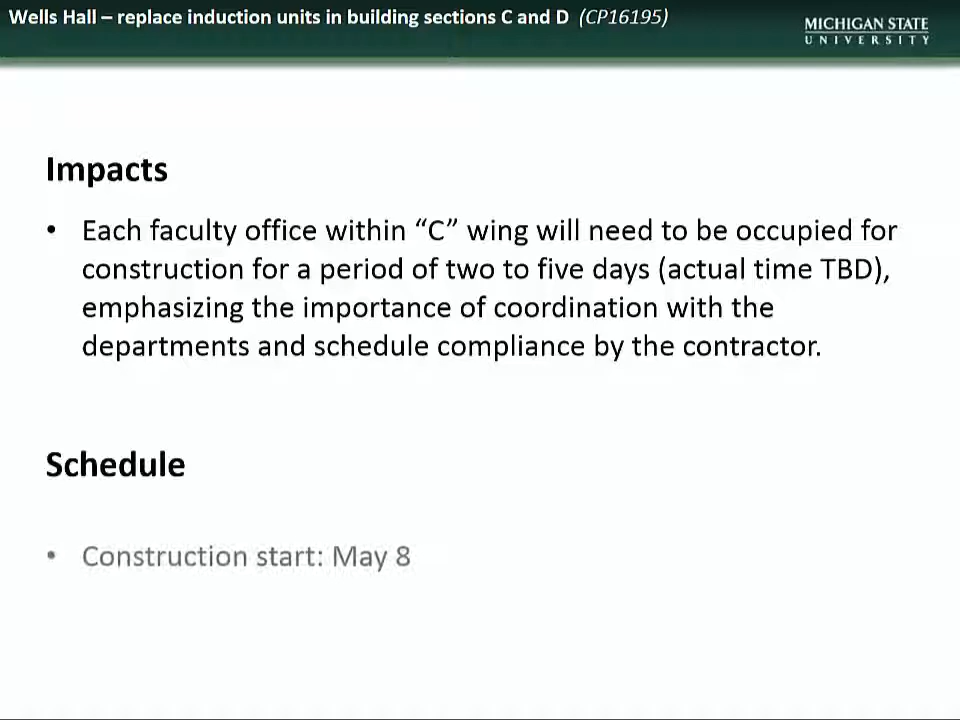 Wells Hall – replace induction units in building sections C and D (CP16195)
MICHIGAN STATE
UNIVERSITY
Impacts
• Each faculty office within “C” wing will need to be occupied for
construction for a period of two to five days (actual time TBD),
emphasizing the importance of coordination with the
departments and schedule compliance by the contractor.
Schedule
• Construction start: May 8